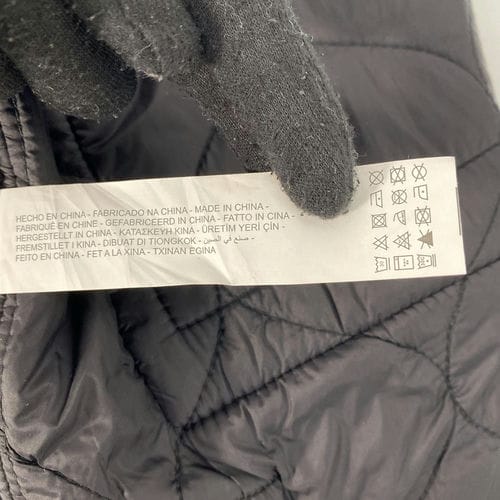 HECHO EN CHINA - FABRICADO NA CHINA - MADE IN CHINA -
FABRIQUÉ EN CHINE - GEFABRICEERD IN CHINA - FATTO IN CINA -
HERGESTELLT IN CHINA - ΚΑΤΑΣΚΕΥΗ ΚΙΝΑ - ÜRETİM YERİ ÇİN -
FREMSTILLET I KINA - DIBUAT DI TIONGKOK - صنع في الصين -
FEITO EN CHINA - FET A LA XINA - TXINAN EGINA